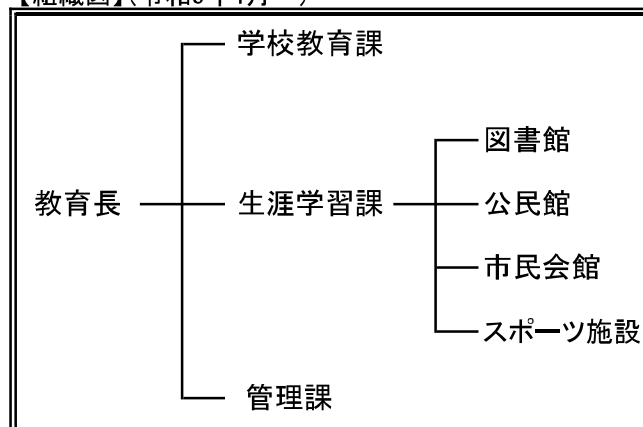 学校教育課
図書館
教育長
生涯学習課
公民館
市民会館
スポーツ施設
管理課